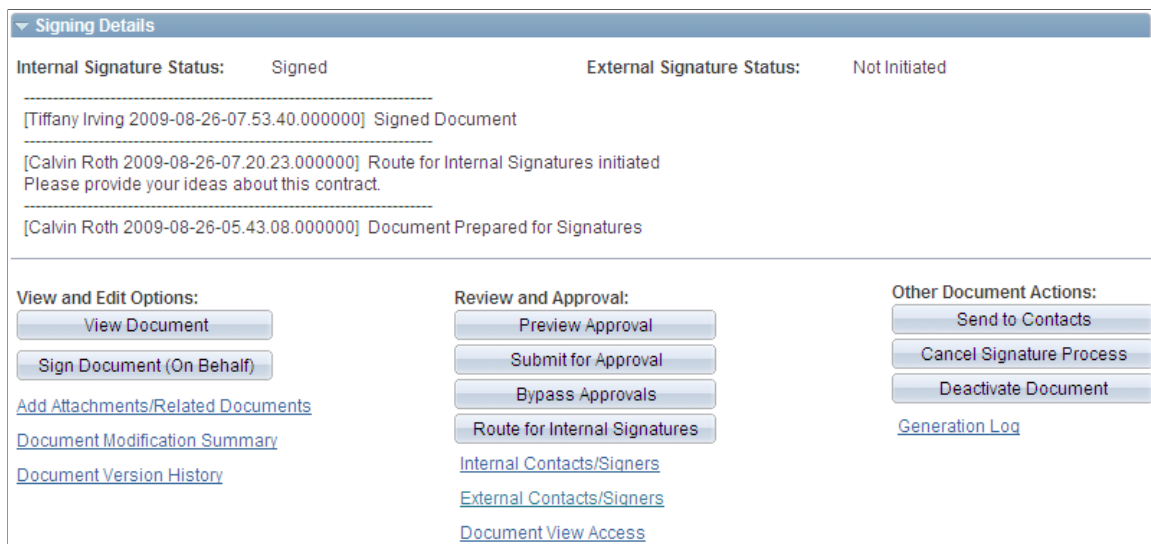 Signing Details
Internal Signature Status: Signed External Signature Status: Not Initiated
-----------------------------------------------------------------------
[Tiffany Irving 2009-08-26-07.53.40.000000] Signed Document
-----------------------------------------------------------------------
[Calvin Roth 2009-08-26-07.20.23.000000] Route for Internal Signatures initiated
Please provide your ideas about this contract.
-----------------------------------------------------------------------
[Calvin Roth 2009-08-26-05.43.08.000000] Document Prepared for Signatures
View and Edit Options:
View Document
Sign Document (On Behalf)
Add Attachments/Related Documents
Document Modification Summary
Document Version History
Review and Approval:
Preview Approval
Submit for Approval
Bypass Approvals
Route for Internal Signatures
Internal Contacts/Signers
External Contacts/Signers
Document View Access
Other Document Actions:
Send to Contacts
Cancel Signature Process
Deactivate Document
Generation Log